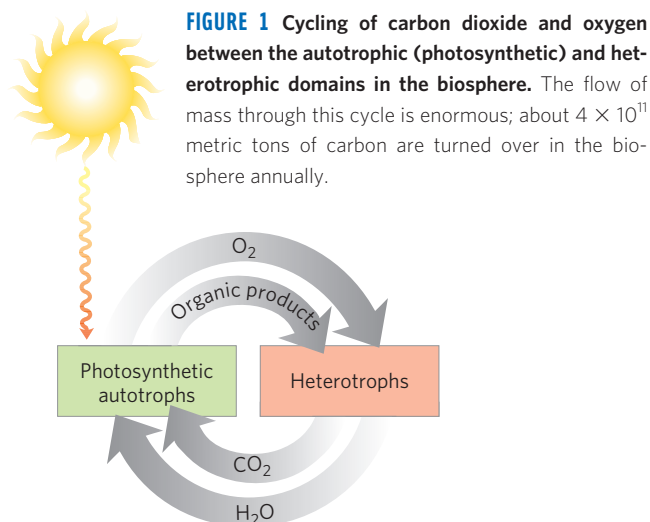 FIGURE 1 Cycling of carbon dioxide and oxygen
between the autotrophic (photosynthetic) and het-
erotrophic domains in the biosphere. The flow of
mass through this cycle is enormous; about 4 × 10¹¹
metric tons of carbon are turned over in the bio-
sphere annually.
O₂
Organic products
Photosynthetic
autotrophs
Heterotrophs
CO₂
H₂O